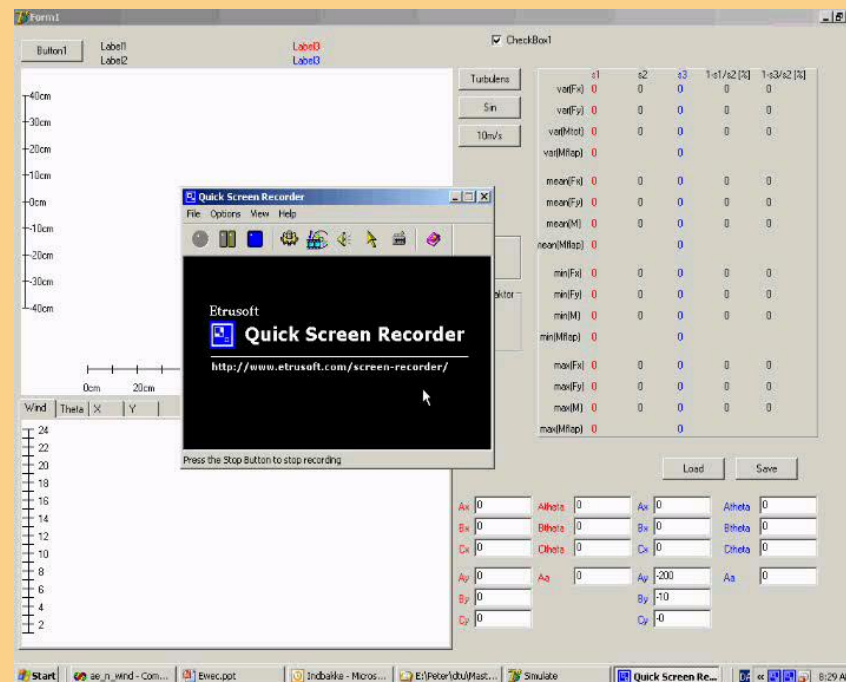 Form1
Button1
Label1
Label2
Label0
Label3
CheckBox1
Turbulens
Sin
10m/s
40cm
30cm
20cm
10cm
0cm
-10cm
-20cm
-30cm
-40cm
0cm 20cm
s1 s2 s3 1-s1/s2 [%] 1-s3/s2 [%]
var(Fx) 0 0 0 0 0
var(Fy) 0 0 0 0 0
var(Mtot) 0 0 0 0 0
var(Mflap) 0 0
mean(Fx) 0 0 0 0 0
mean(Fy) 0 0 0 0 0
mean(M) 0 0 0 0 0
mean(Mflap) 0 0
min(Fx) 0 0 0 0 0
aktor
min(Fy) 0 0 0 0 0
min(M) 0 0 0 0 0
min(Mflap) 0 0
max(Fx) 0 0 0 0 0
max(Fy) 0 0 0 0 0
max(M) 0 0 0 0 0
max(Mflap) 0 0
Quick Screen Recorder
File Options View Help
Etrusoft
Quick Screen Recorder
http://www.etrusoft.com/screen-recorder/
Press the Stop Button to stop recording
Wind Theta X Y
24
22
20
18
16
14
12
10
8
6
4
2
Load Save
Ax 0 Atheta 0 Ax 0 Atheta 0
Bx 0 Btheta 0 Bx 0 Btheta 0
Cx 0 Ctheta 0 Cx 0 Ctheta 0
Ay 0 Aa 0 Ay -200 Aa 0
By 0 By -10
Cy 0 Cy -0
Start ae_n_wind - Com... Ewec.ppt Indbakke - Micros... E:\Peter\dtu\Mast... Simulate Quick Screen Re... 8:29 A